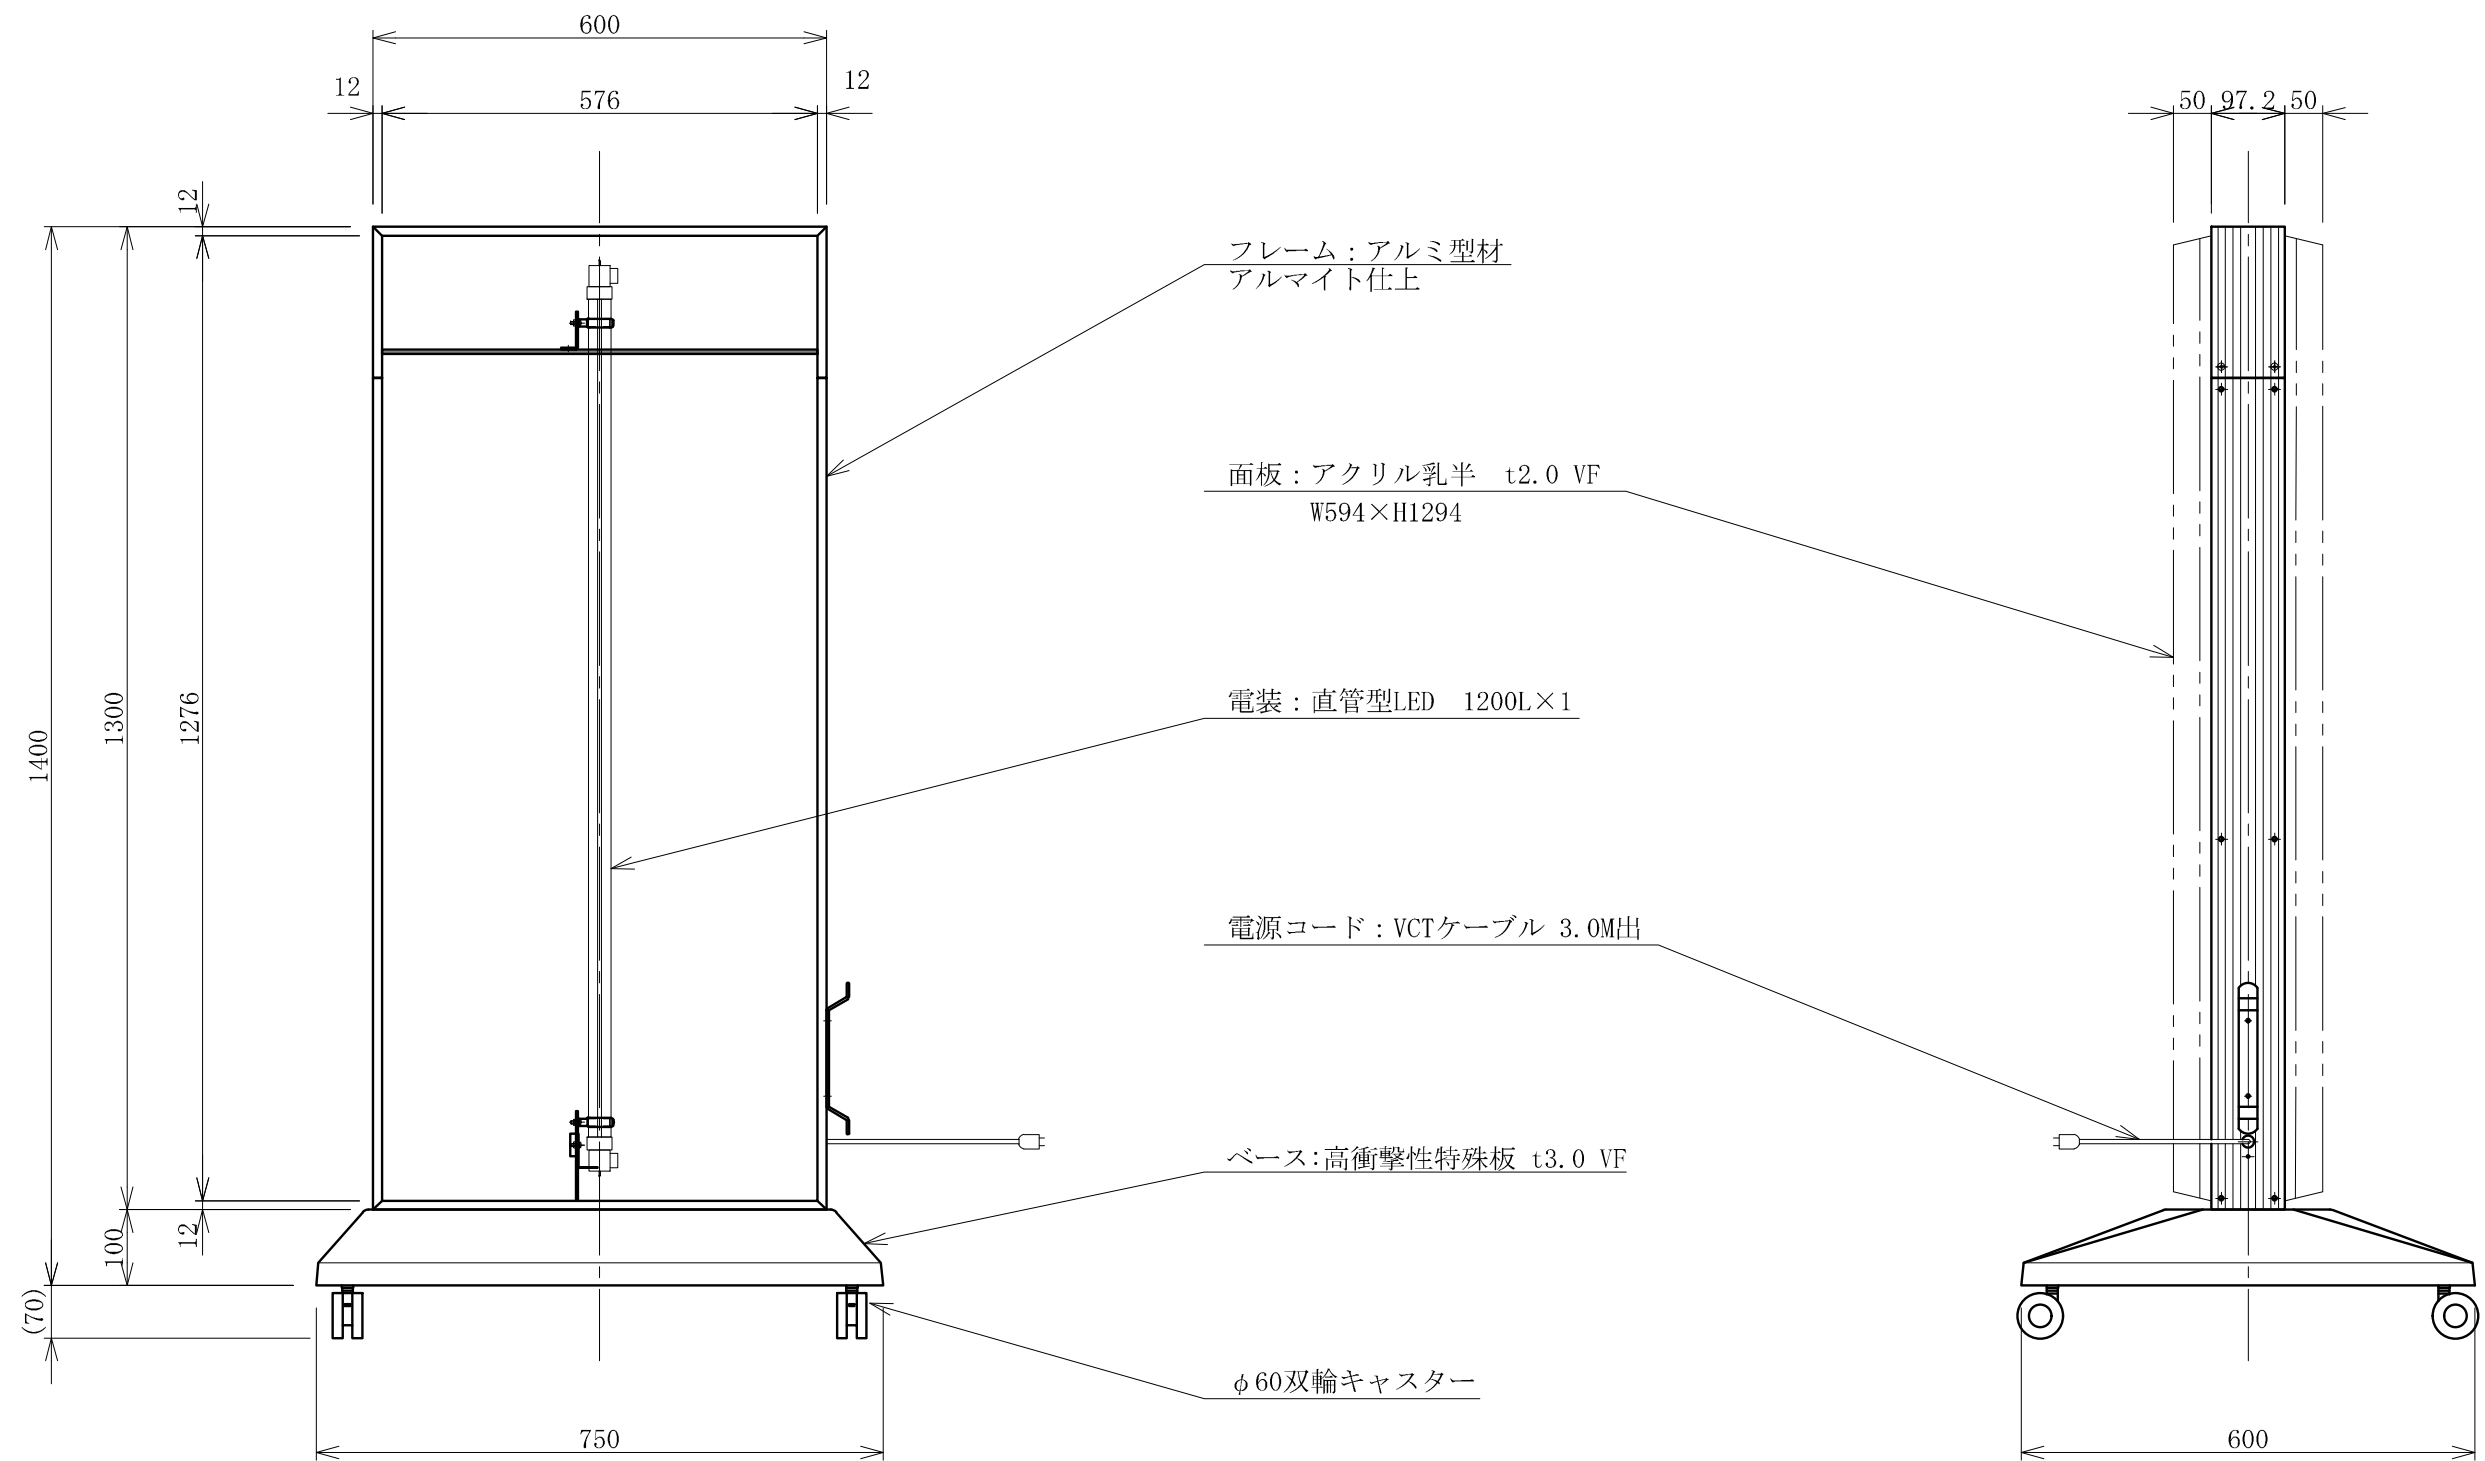 600
12
576
12
50
97.2
50
12
1400
1300
1276
12
100
(70)
750
600
フレーム：アルミ型材
アルマイト仕上
面板：アクリル乳半　t2.0 VF
W594×H1294
電装：直管型LED　1200L×1
電源コード：VCTケーブル 3.0M出
ベース:高衝撃性特殊板 t3.0 VF
φ60双輪キャスター